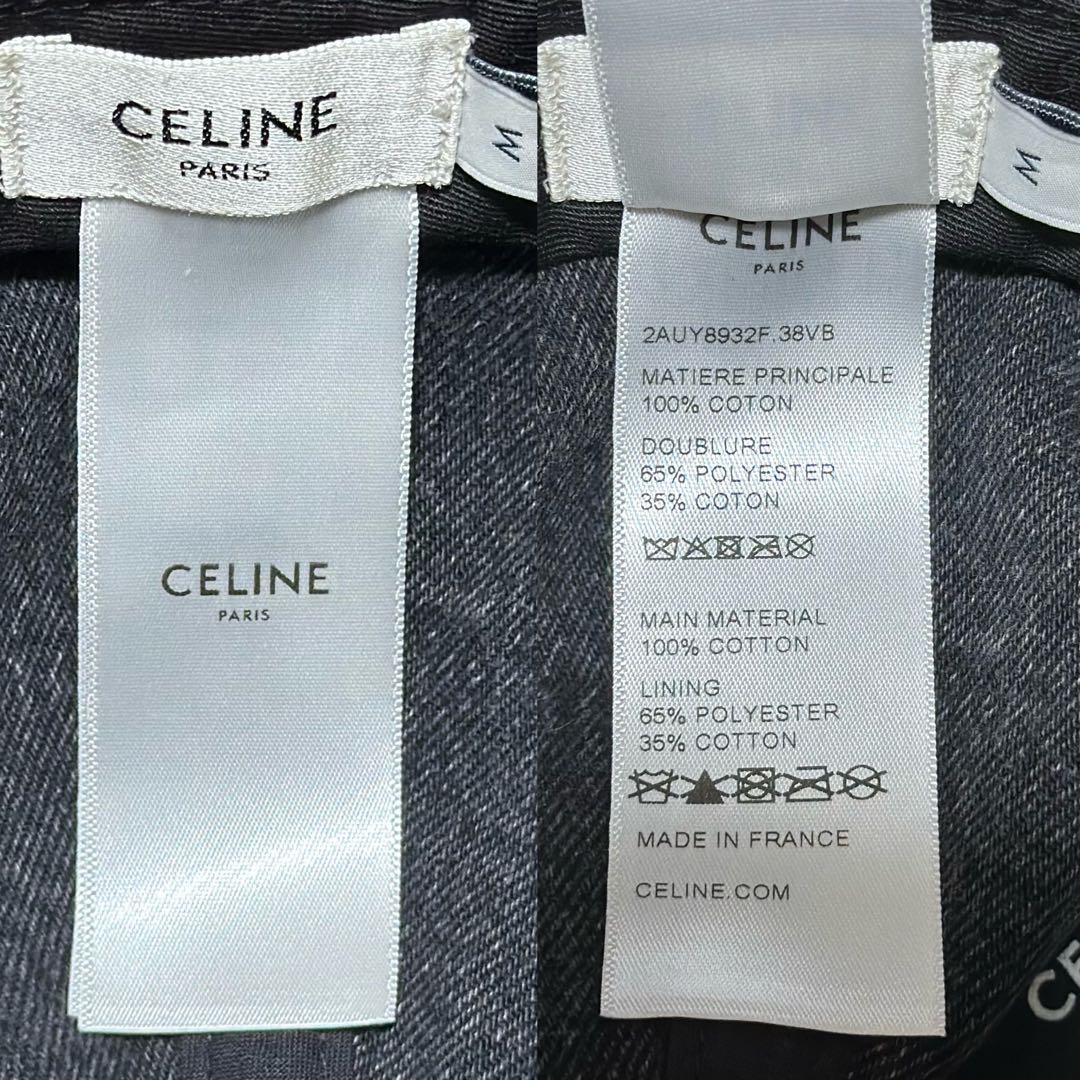 CELINE
PARIS
M
CELINE
PARIS
M
CELINE
PARIS
2AUY8932F.38VB
MATIERE PRINCIPALE
100% COTON
DOUBLURE
65% POLYESTER
35% COTON
MAIN MATERIAL
100% COTTON
LINING
65% POLYESTER
35% COTTON
MADE IN FRANCE
CELINE.COM
CE